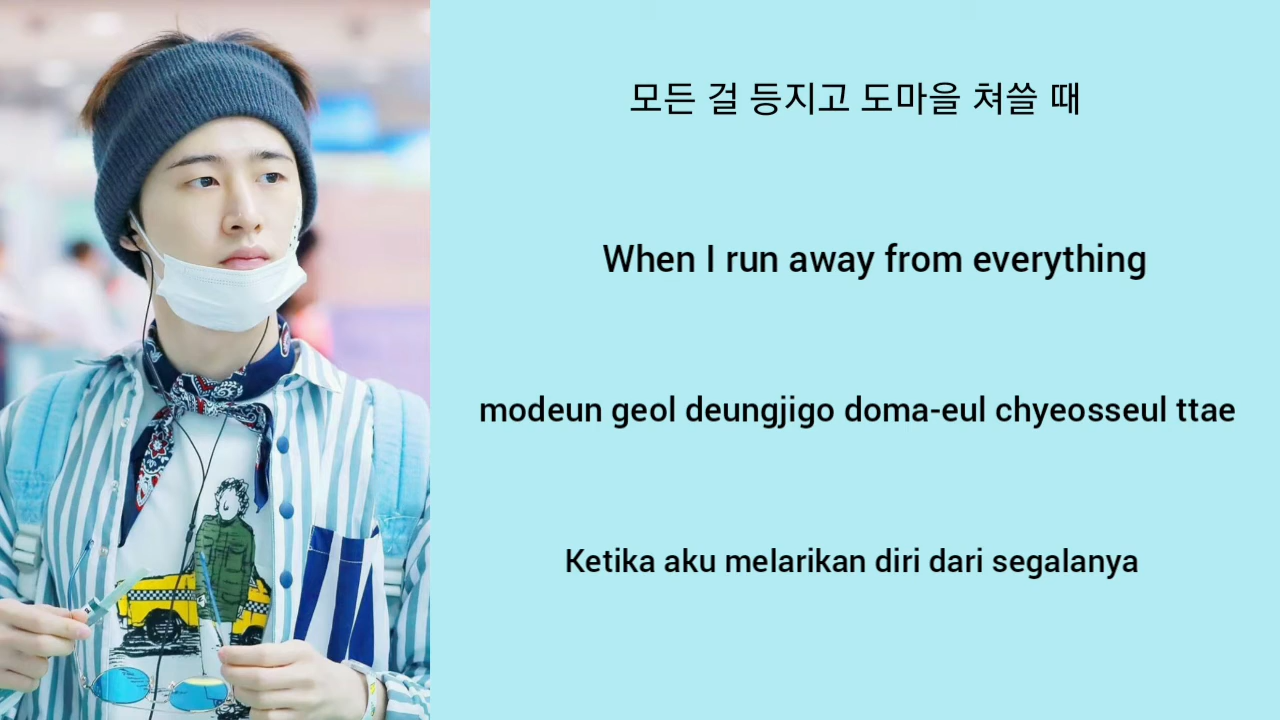 모든 걸 등지고 도마을 쳐쓸 때
When I run away from everything
modeun geol deungjigo doma-eul chyeosseul ttae
Ketika aku melarikan diri dari segalanya